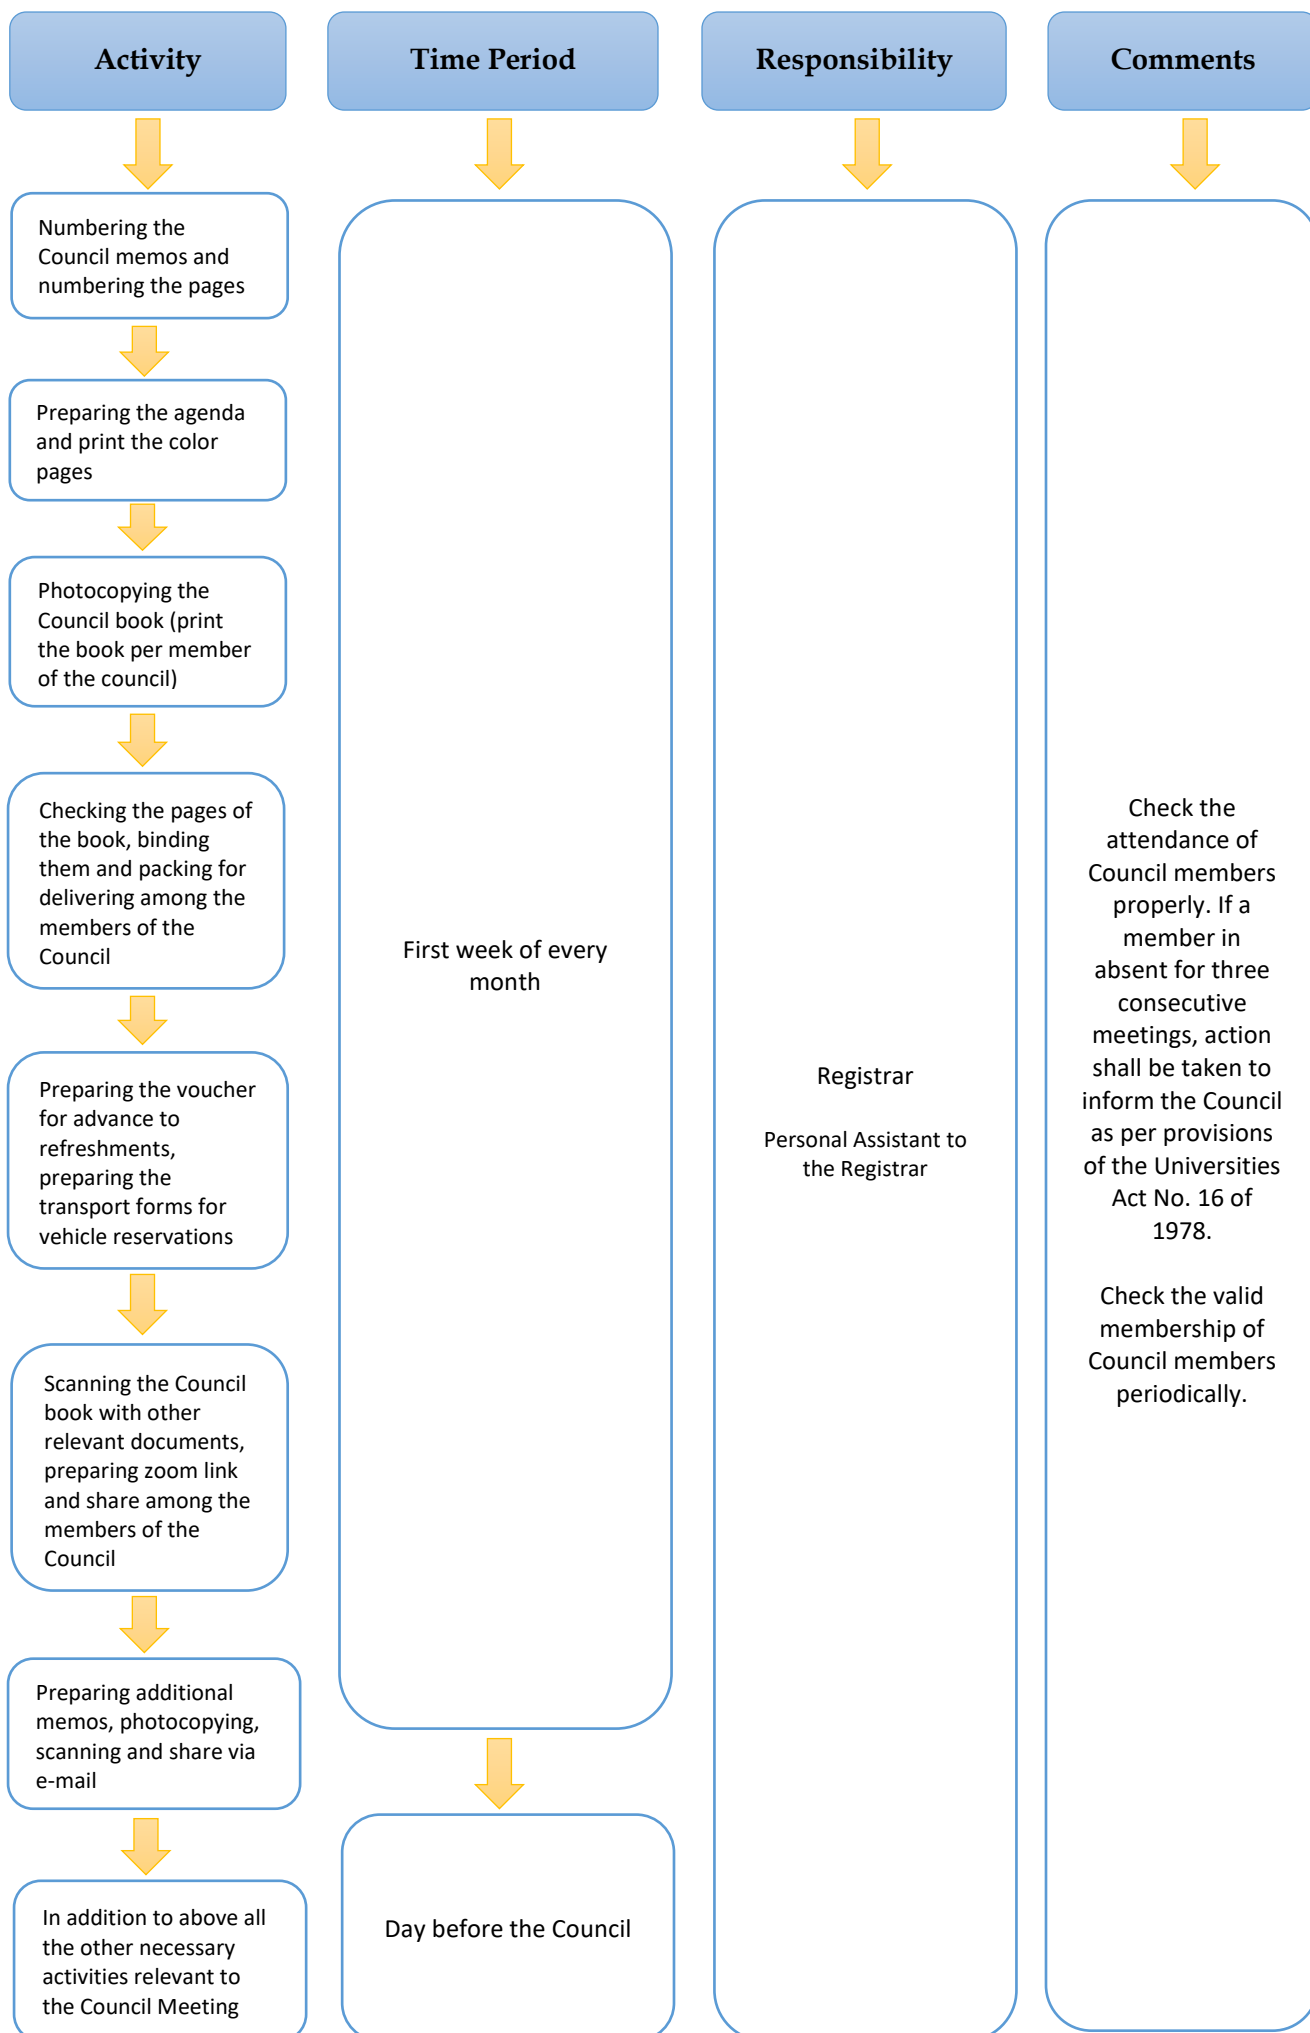 Activity
Time Period
Responsibility
Comments
Numbering the
Council memos and
numbering the pages
Preparing the agenda
and print the color
pages
Photocopying the
Council book (print
the book per member
of the council)
Checking the pages of
the book, binding
them and packing for
delivering among the
members of the
Council
Preparing the voucher
for advance to
refreshments,
preparing the
transport forms for
vehicle reservations
Scanning the Council
book with other
relevant documents,
preparing zoom link
and share among the
members of the
Council
Preparing additional
memos, photocopying,
scanning and share via
e-mail
In addition to above all
the other necessary
activities relevant to
the Council Meeting
First week of every
month
Day before the Council
Registrar
Personal Assistant to
the Registrar
Check the
attendance of
Council members
properly. If a
member in
absent for three
consecutive
meetings, action
shall be taken to
inform the Council
as per provisions
of the Universities
Act No. 16 of
1978.
Check the valid
membership of
Council members
periodically.